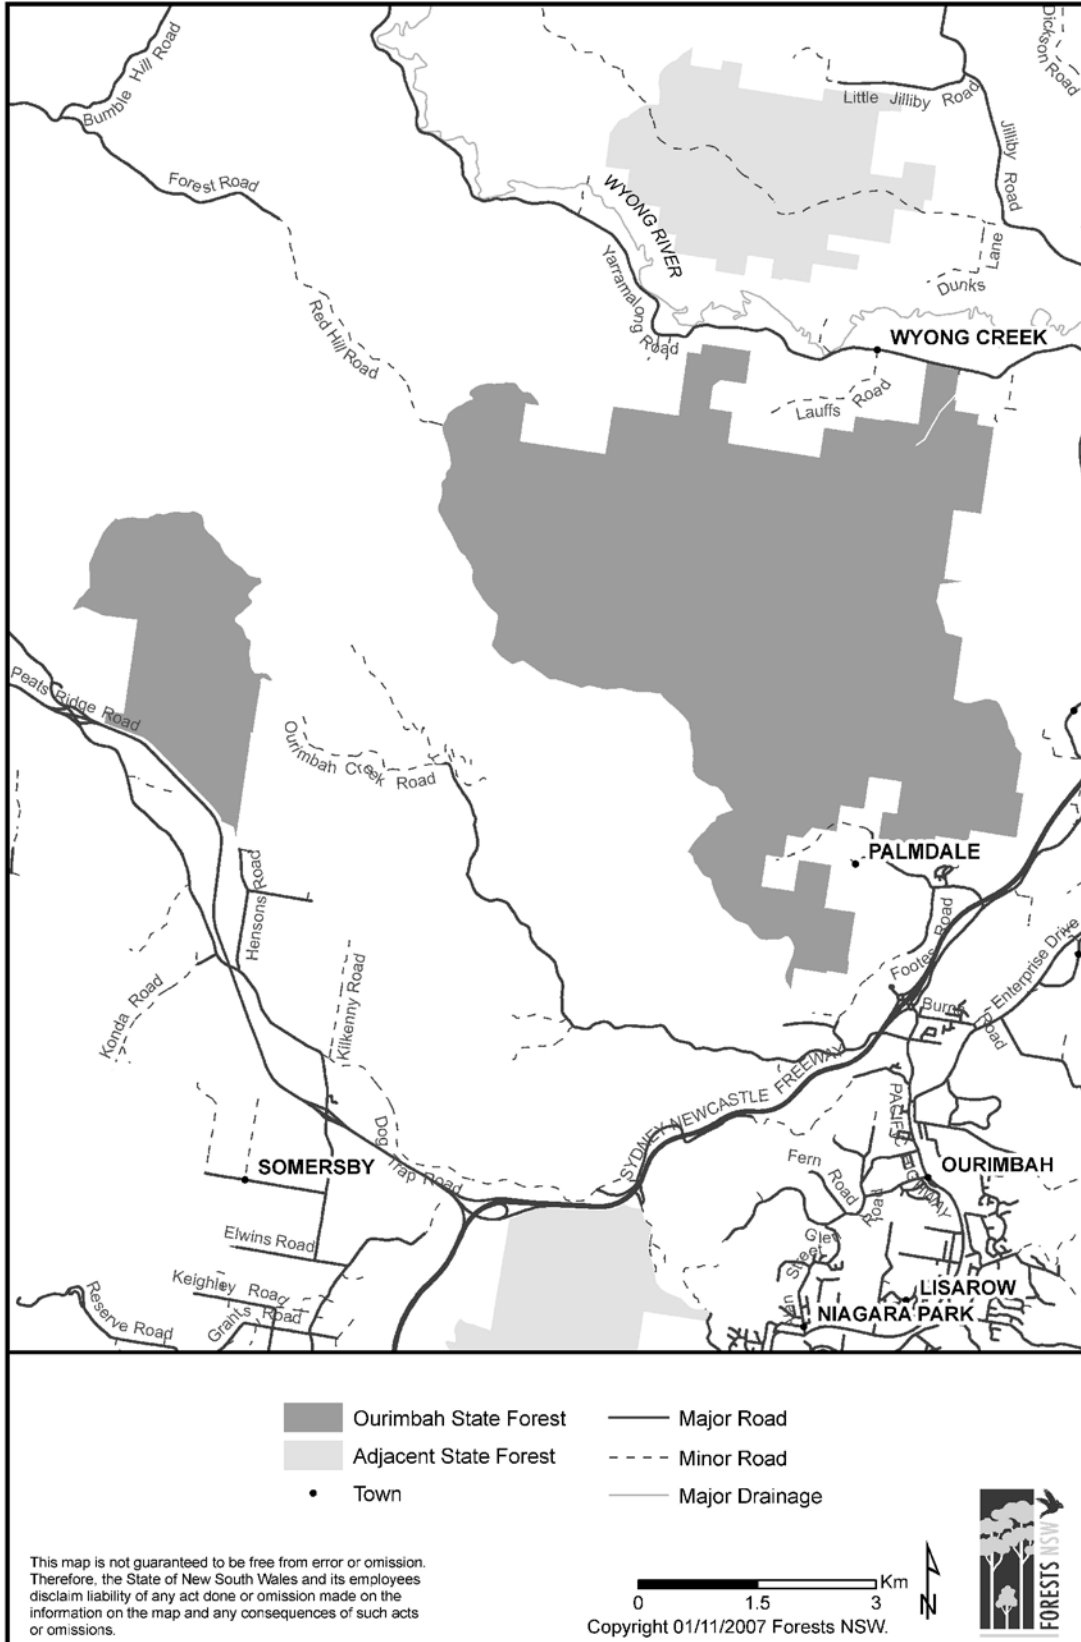 Bumble Hill Road
Dickson Road
Little Jilliby Road
Jilliby Road
Forest Road
WYONG RIVER
Yarramalong Road
Dunks Lane
Red Hill Road
WYONG CREEK
Lauffs Road
Peats Ridge Road
Ourimbah Creek Road
PALMDALE
Hensons Road
Footes Road
Enterprise Drive
Konda Road
Kilkenny Road
Burns Road
SYDNEY NEWCASTLE FREEWAY
PACIFIC HIGHWAY
Dog Trap Road
SOMERSBY
Fern Road
Road
OURIMBAH
Elwins Road
Glen
Street
Keighley Road
LISAROW
Grants Road
NIAGARA PARK
Reserve Road
Ourimbah State Forest
Major Road
Adjacent State Forest
Minor Road
Town
Major Drainage
This map is not guaranteed to be free from error or omission.
Therefore, the State of New South Wales and its employees
disclaim liability of any act done or omission made on the
information on the map and any consequences of such acts
or omissions.
Km
0 1.5 3
N
Copyright 01/11/2007 Forests NSW.
FORESTS NSW